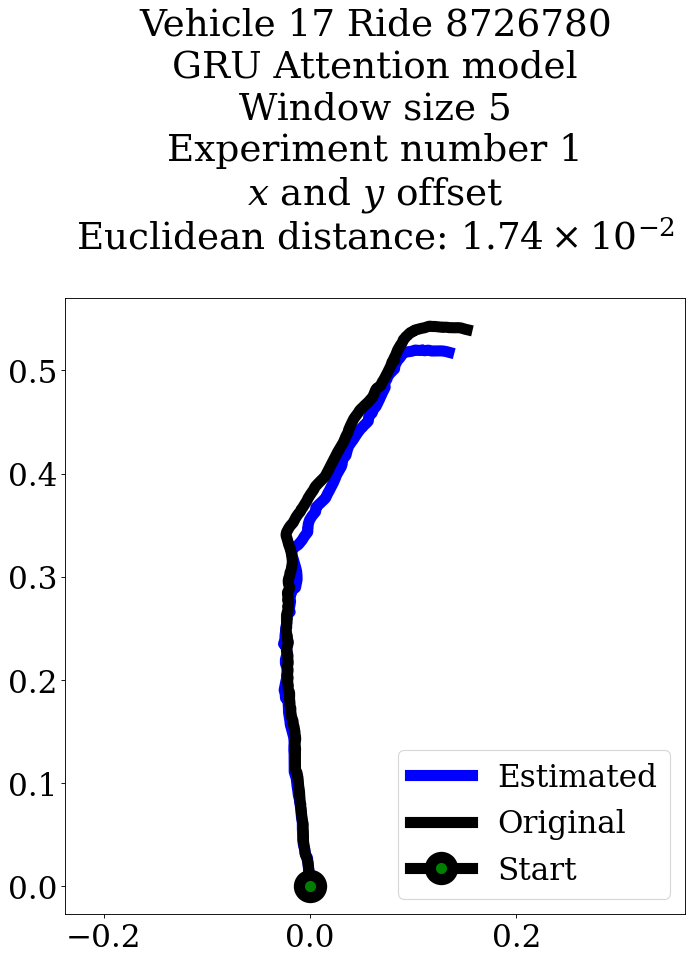 Vehicle 17 Ride 8726780
GRU Attention model
Window size 5
Experiment number 1
x and y offset
Euclidean distance: 1.74 × 10⁻²
0.5
0.4
0.3
0.2
0.1
0.0
Estimated
Original
Start
−0.2 0.0 0.2